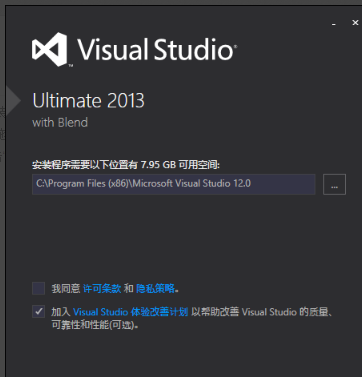 Visual Studio
Ultimate 2013
with Blend
安装程序需要以下位置有 7.95 GB 可用空间:
C:\Program Files (x86)\Microsoft Visual Studio 12.0
...
我同意 许可条款 和 隐私策略。
加入 Visual Studio 体验改善计划 以帮助改善 Visual Studio 的质量、
可靠性和性能(可选)。